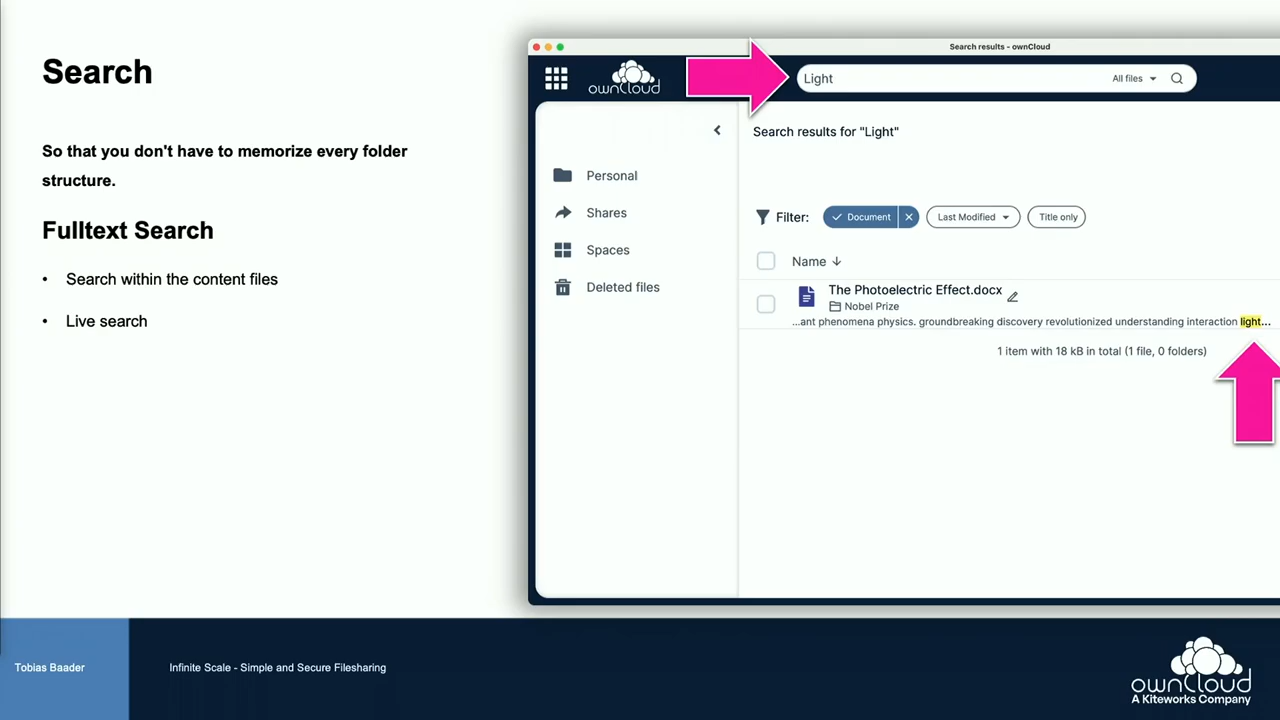 Search
So that you don't have to memorize every folder
structure.
Fulltext Search
• Search within the content files
• Live search
Search results - ownCloud
ownCloud
Light
All files
Search results for "Light"
Personal
Shares
Spaces
Deleted files
Filter:
Document
Last Modified
Title only
Name
The Photoelectric Effect.docx
Nobel Prize
...ant phenomena physics. groundbreaking discovery revolutionized understanding interaction light...
1 item with 18 kB in total (1 file, 0 folders)
Tobias Baader
Infinite Scale - Simple and Secure Filesharing
ownCloud
A Kiteworks Company